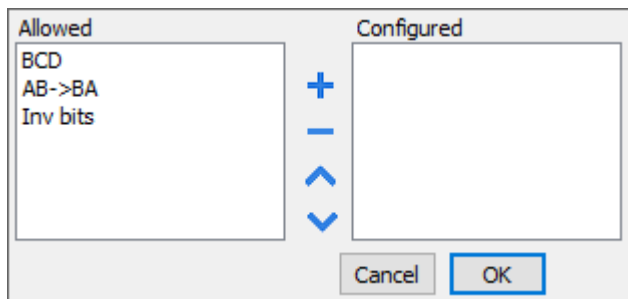 Allowed
Configured
BCD
AB->BA
Inv bits
Cancel
OK